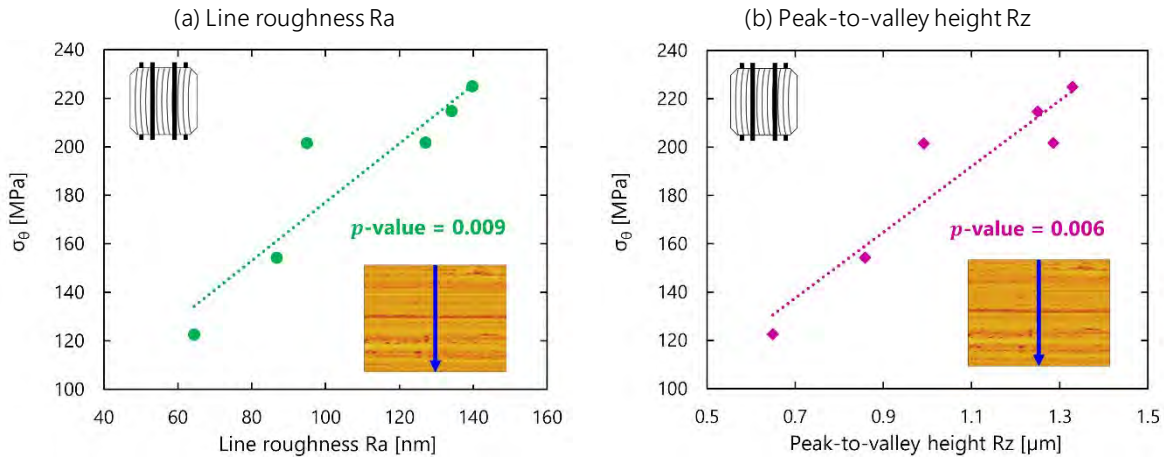 (a) Line roughness Ra
240
220
200
180
160
140
120
100
σθ [MPa]
p-value = 0.009
40 60 80 100 120 140 160
Line roughness Ra [nm]
(b) Peak-to-valley height Rz
240
220
200
180
160
140
120
100
σθ [MPa]
p-value = 0.006
0.5 0.7 0.9 1.1 1.3 1.5
Peak-to-valley height Rz [µm]